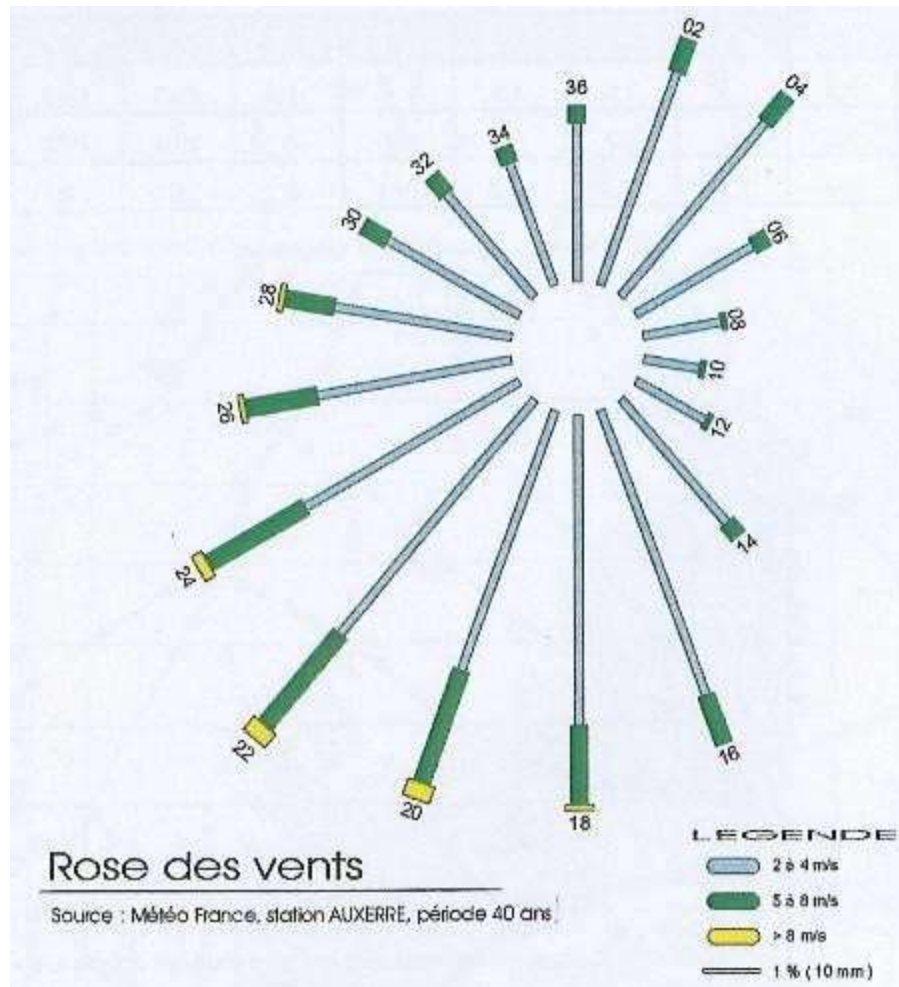 02
04
36
34
32
06
30
28
08
10
26
12
14
24
22
16
20
18
LEGENDE
Rose des vents
2 à 4 m/s
5 à 8 m/s
Source : Météo France, station AUXERRE, période 40 ans
> 8 m/s
1 % ( 10 mm )